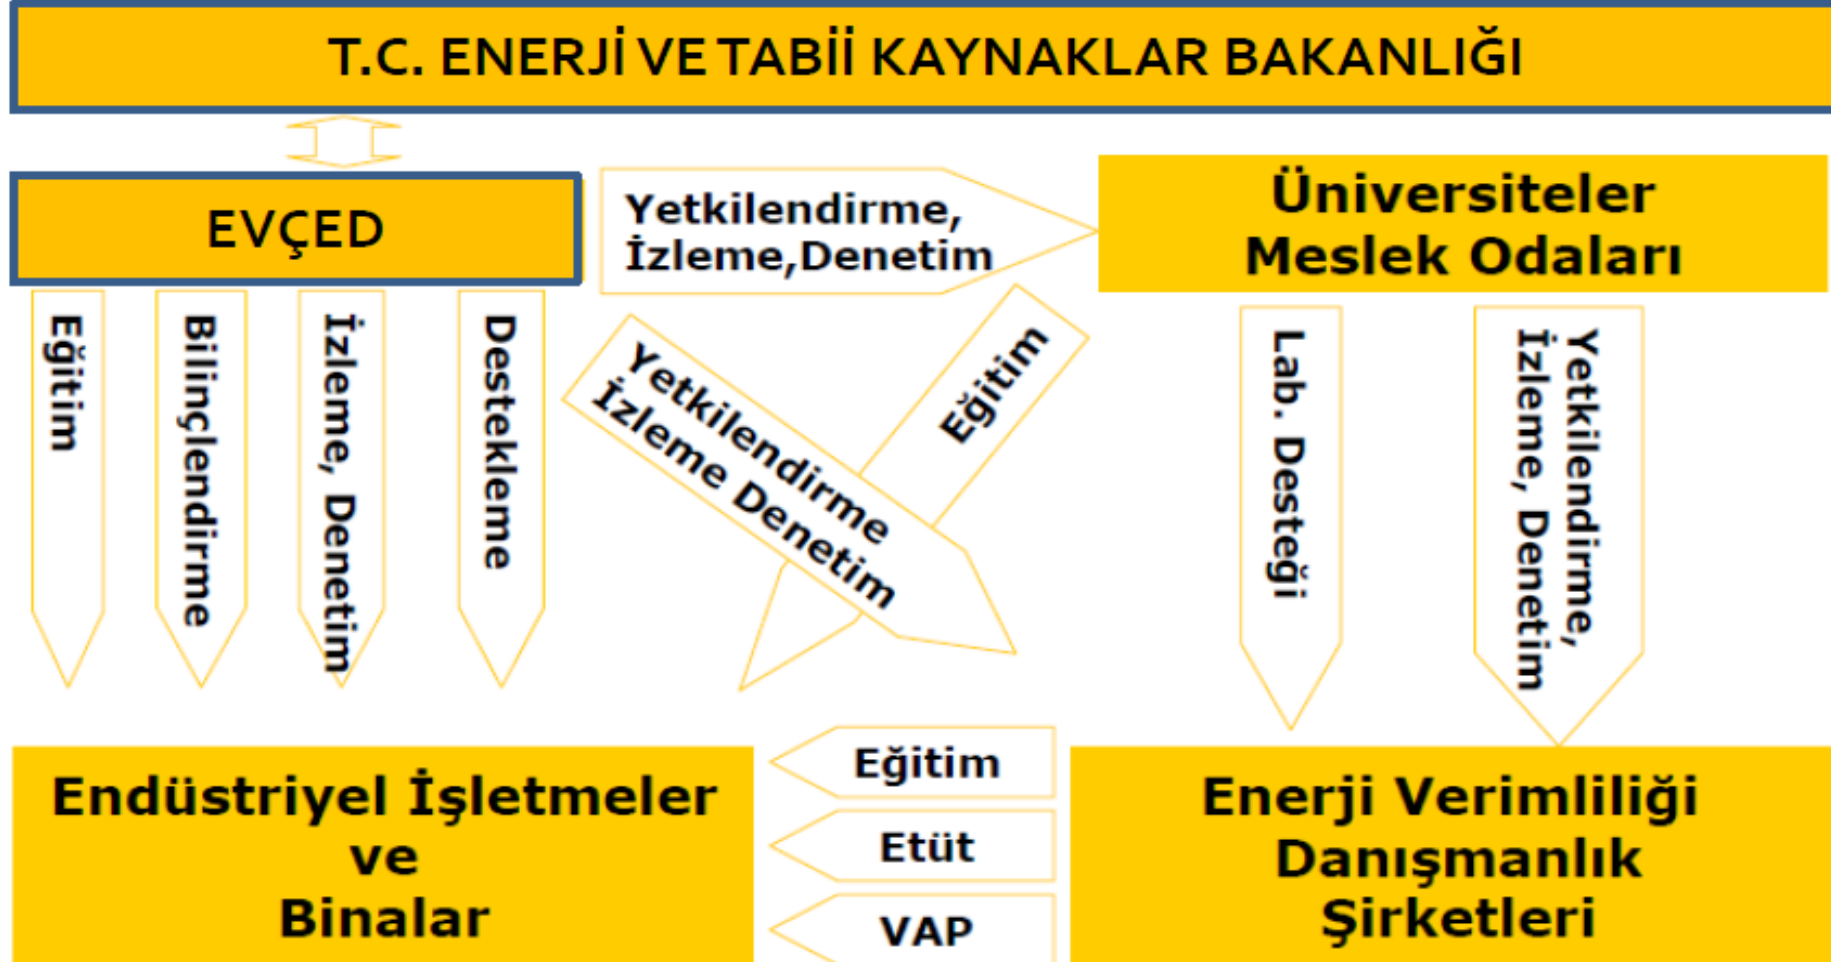 T.C. ENERJİ VE TABİİ KAYNAKLAR BAKANLIĞI
EVÇED
Yetkilendirme,
İzleme,Denetim
Üniversiteler
Meslek Odaları
Eğitim
Bilinçlendirme
İzleme, Denetim
Destekleme
Yetkilendirme
İzleme Denetim
Eğitim
Lab. Desteği
Yetkilendirme,
İzleme, Denetim
Endüstriyel İşletmeler
ve
Binalar
Eğitim
Etüt
VAP
Enerji Verimliliği
Danışmanlık
Şirketleri